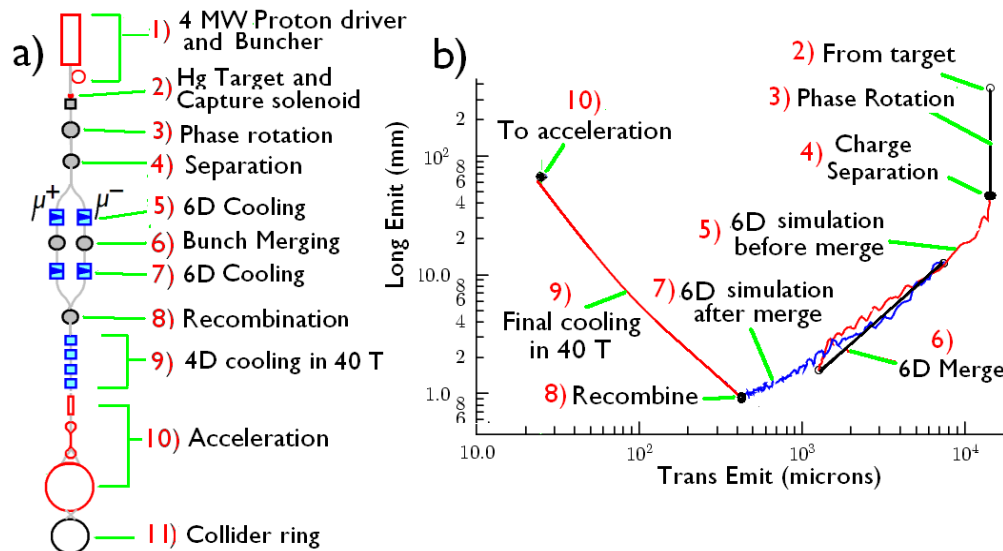 a)
1) 4 MW Proton driver
and Buncher
2) Hg Target and
Capture solenoid
3) Phase rotation
4) Separation
μ+ μ−
5) 6D Cooling
6) Bunch Merging
7) 6D Cooling
8) Recombination
9) 4D cooling in 40 T
10) Acceleration
11) Collider ring
b)
2) From target
3) Phase Rotation
4) Charge
Separation
10)
To acceleration
5) 6D simulation
before merge
9)
Final cooling
in 40 T
7) 6D simulation
after merge
6)
6D Merge
8) Recombine
Long Emit (mm)
4
2
10²
8
6
4
2
10.0
8
6
4
2
1.0
8
6
10.0 10² 10³ 10⁴
Trans Emit (microns)